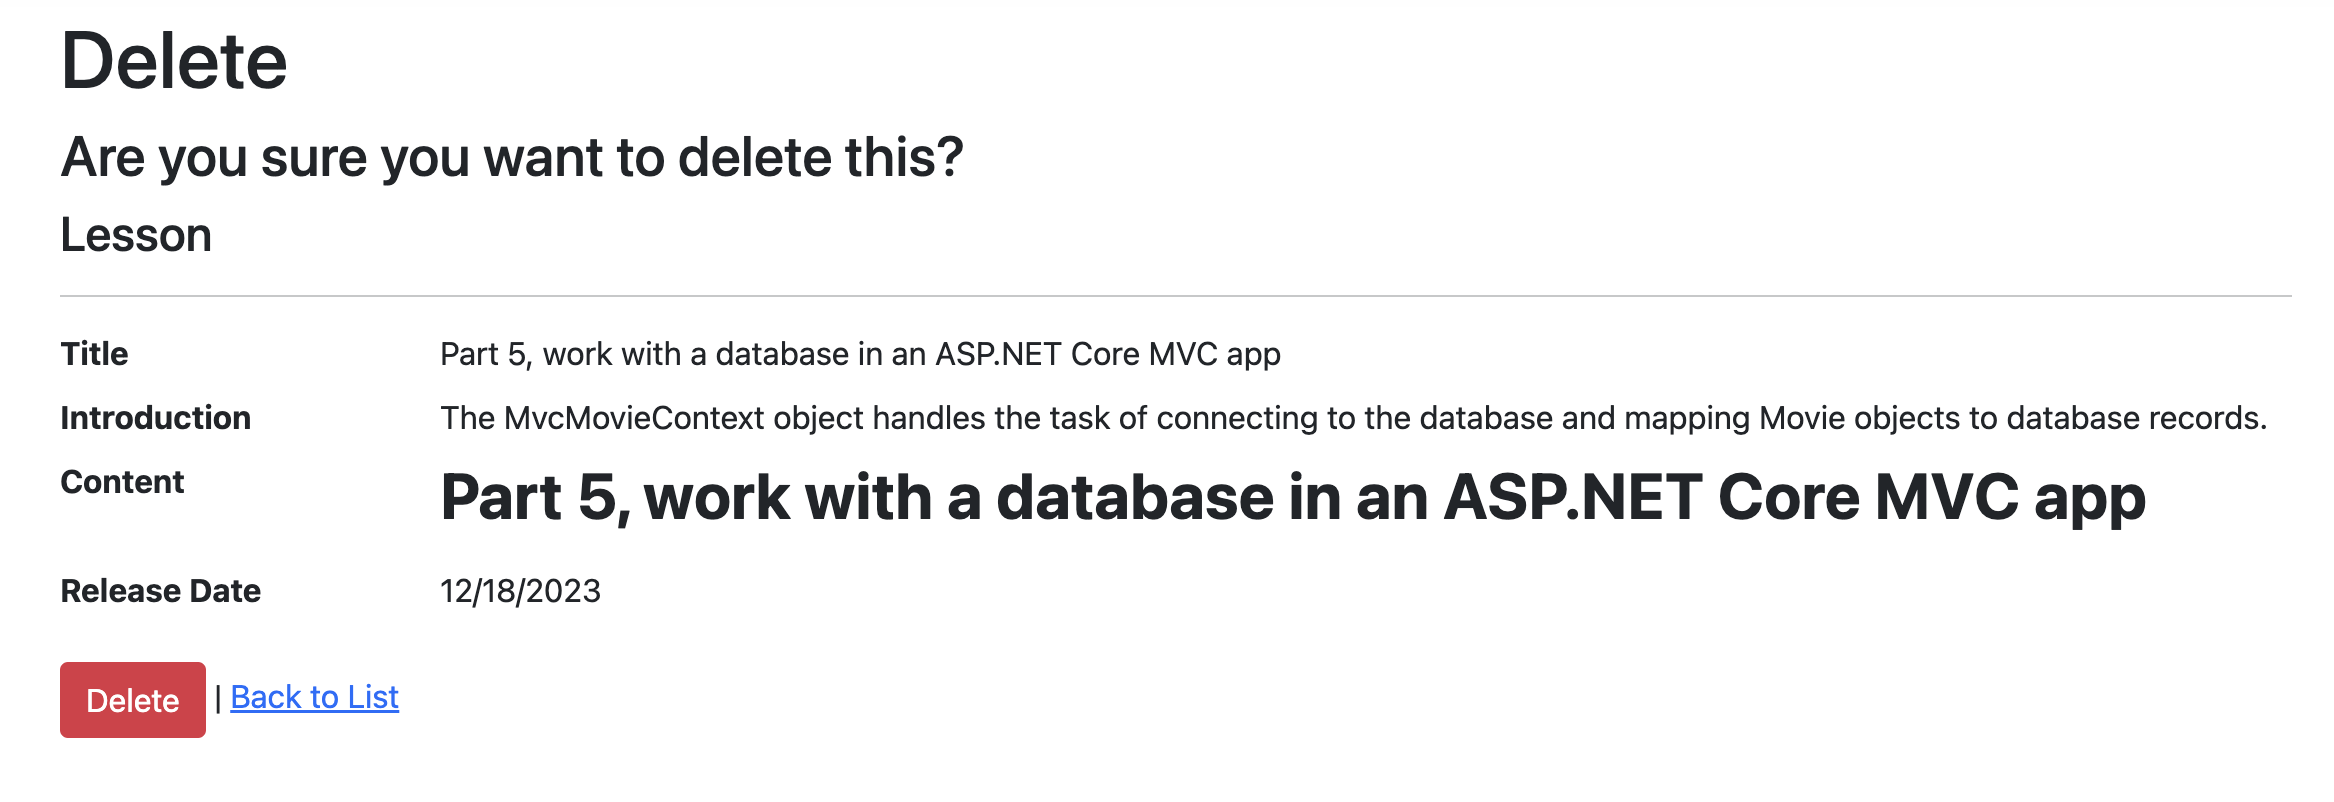 Delete
Are you sure you want to delete this?
Lesson
Title Part 5, work with a database in an ASP.NET Core MVC app
Introduction The MvcMovieContext object handles the task of connecting to the database and mapping Movie objects to database records.
Content Part 5, work with a database in an ASP.NET Core MVC app
Release Date 12/18/2023
Delete | Back to List